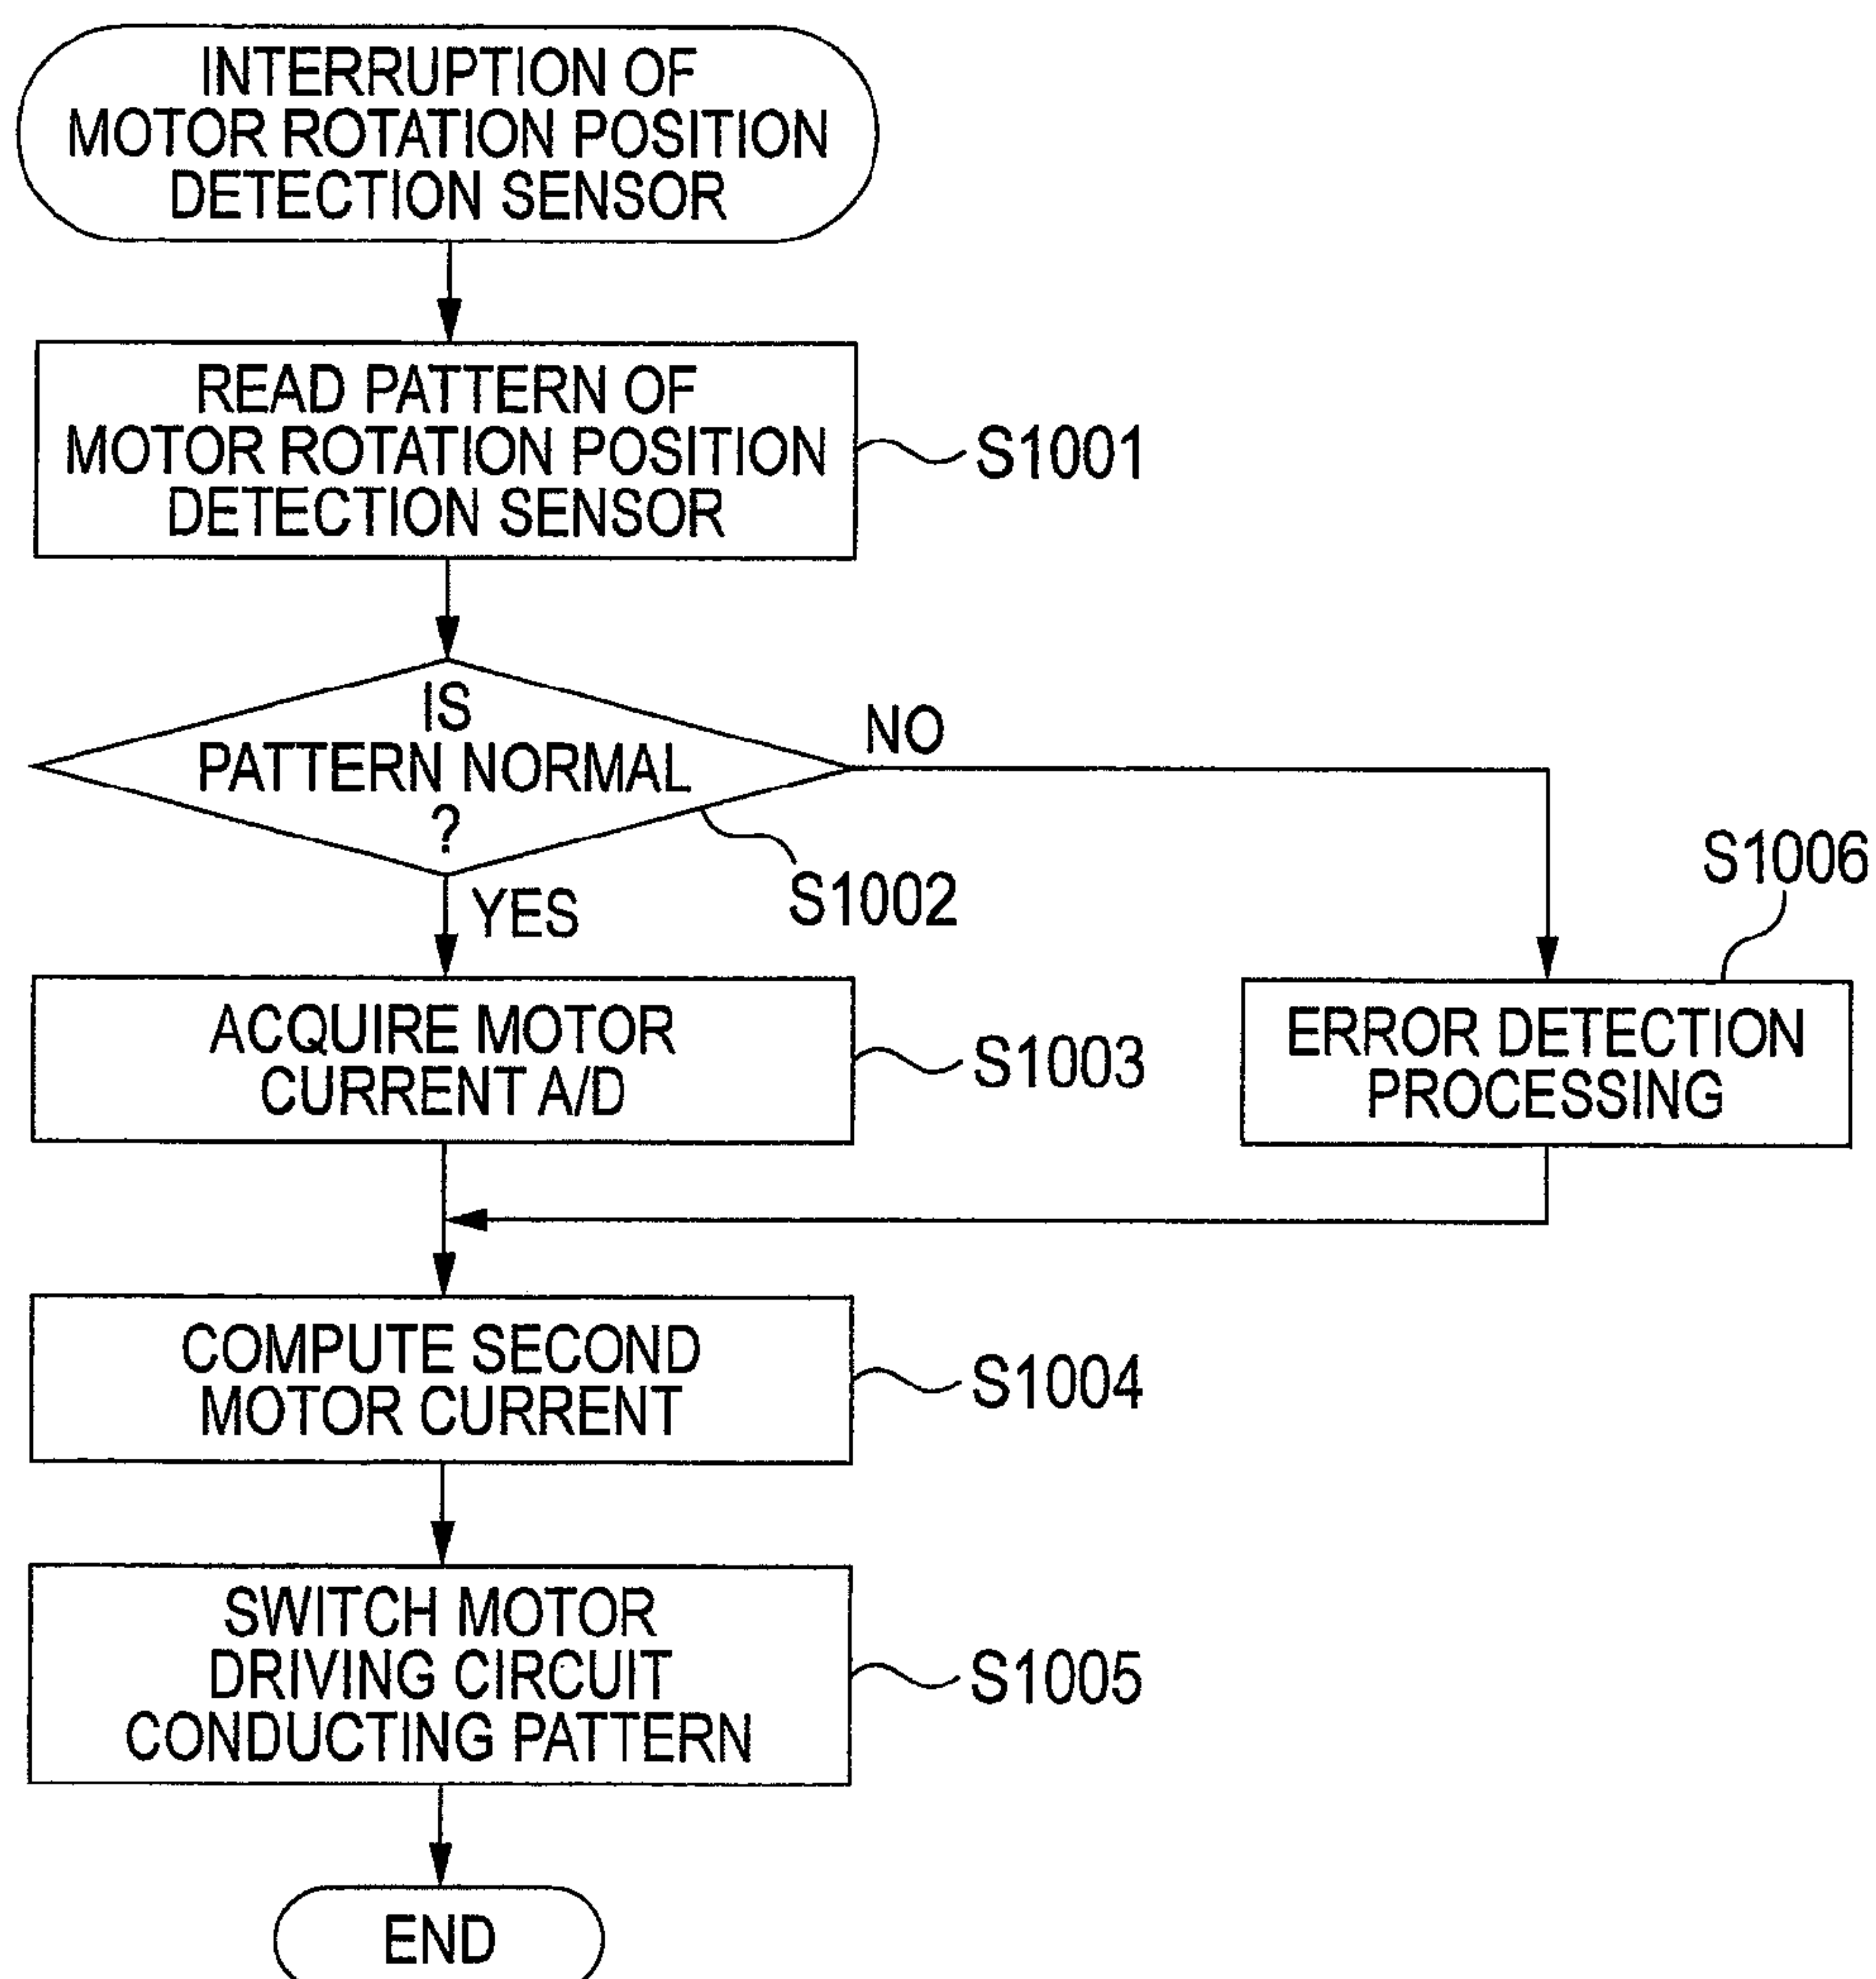 INTERRUPTION OF
MOTOR ROTATION POSITION
DETECTION SENSOR
READ PATTERN OF
MOTOR ROTATION POSITION
DETECTION SENSOR
S1001
IS
PATTERN NORMAL
?
NO
S1002
YES
S1006
ACQUIRE MOTOR
CURRENT A/D
S1003
ERROR DETECTION
PROCESSING
COMPUTE SECOND
MOTOR CURRENT
S1004
SWITCH MOTOR
DRIVING CIRCUIT
CONDUCTING PATTERN
S1005
END